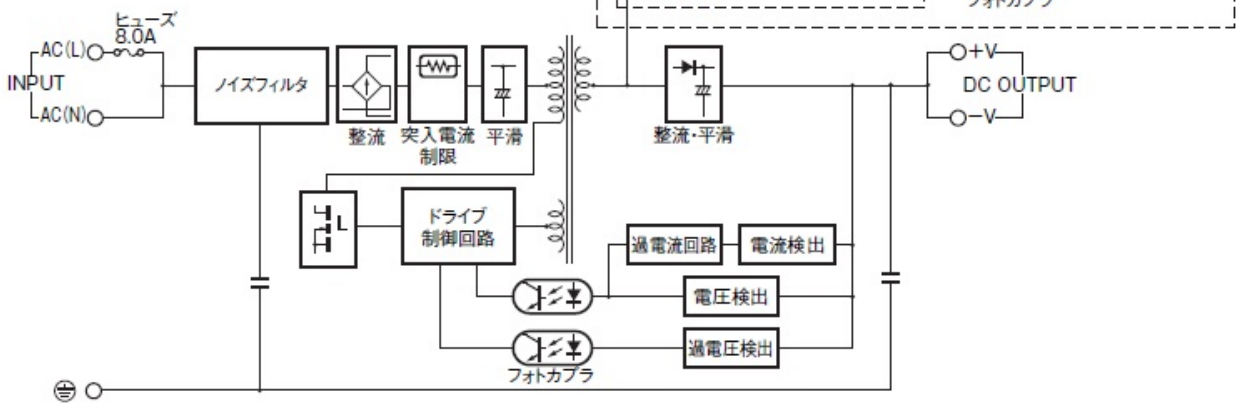 フォトカプラ
ヒューズ
8.0A
AC(L)
INPUT
AC(N)
ノイズフィルタ
整流
突入電流
制限
平滑
整流・平滑
+V
DC OUTPUT
-V
ドライブ
制御回路
過電流回路
電流検出
電圧検出
過電圧検出
フォトカプラ